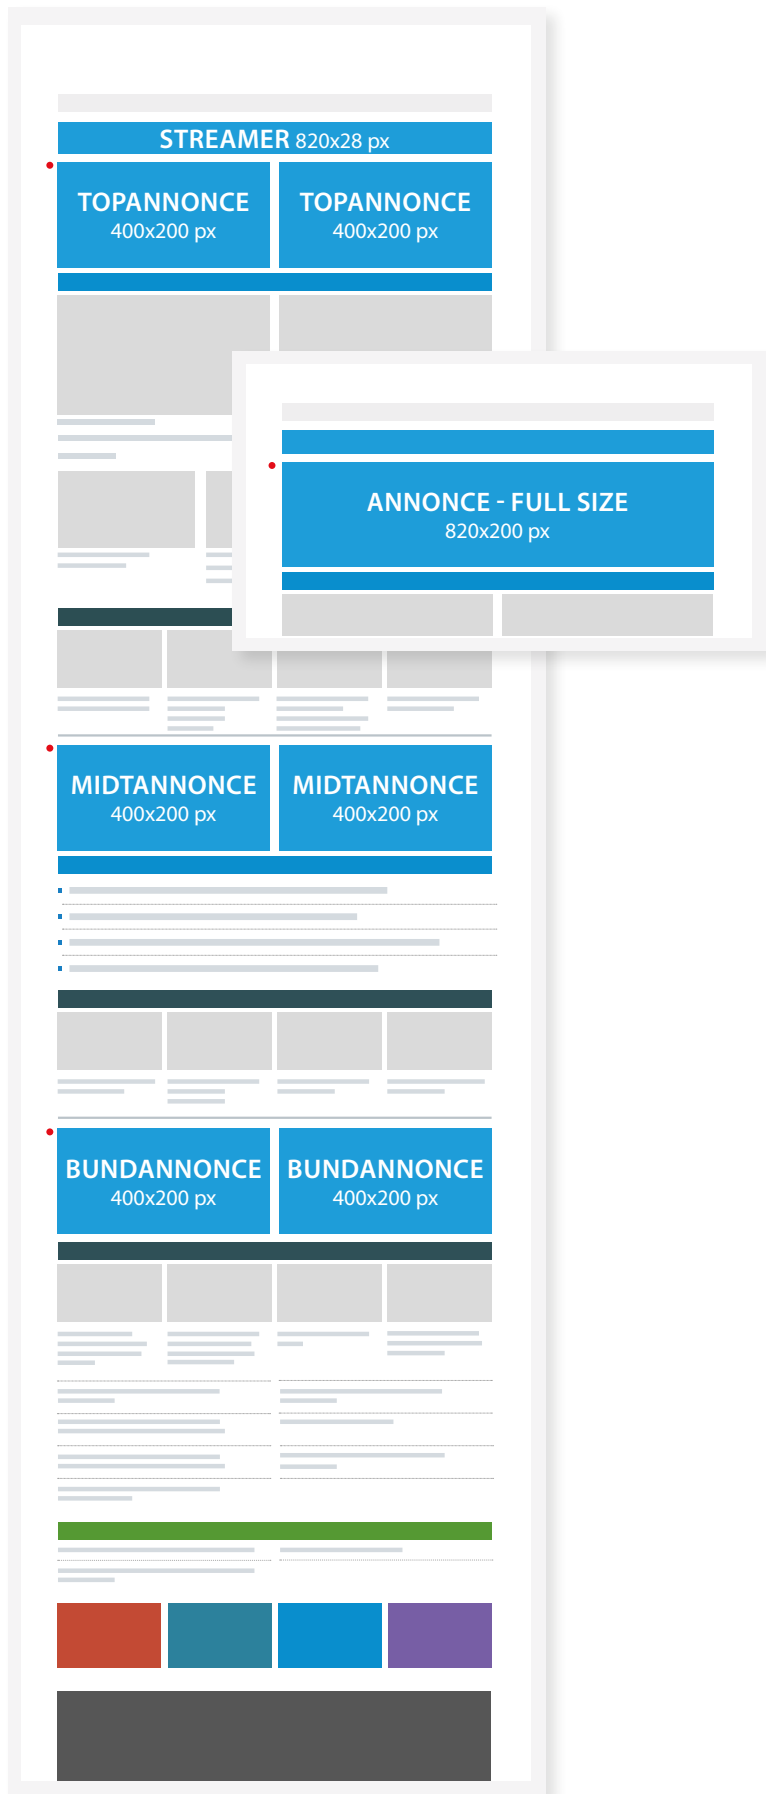 STREAMER 820x28 px
TOPANNONCE
400x200 px
TOPANNONCE
400x200 px
ANNONCE - FULL SIZE
820x200 px
MIDTANNONCE
400x200 px
MIDTANNONCE
400x200 px
BUNDANNONCE
400x200 px
BUNDANNONCE
400x200 px